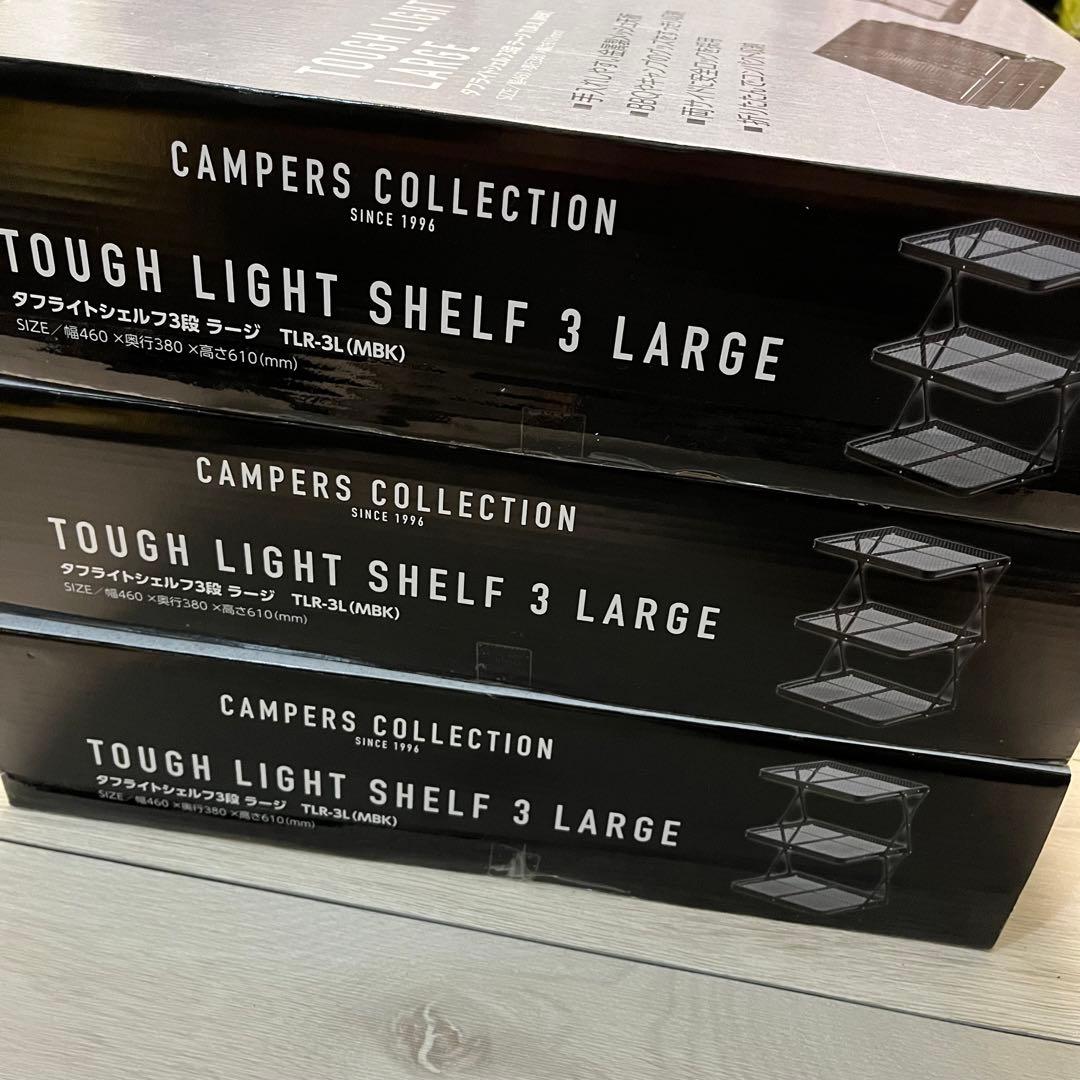 TOUGH LIGHT
LARGE
CAMPERS COLLECTION
SINCE 1996
TOUGH LIGHT SHELF 3 LARGE
タフライトシェルフ3段 ラージ TLR-3L(MBK)
SIZE/幅460×奥行380×高さ610(mm)
CAMPERS COLLECTION
SINCE 1996
TOUGH LIGHT SHELF 3 LARGE
タフライトシェルフ3段 ラージ TLR-3L(MBK)
SIZE/幅460×奥行380×高さ610(mm)
CAMPERS COLLECTION
SINCE 1996
TOUGH LIGHT SHELF 3 LARGE
タフライトシェルフ3段 ラージ TLR-3L(MBK)
SIZE/幅460×奥行380×高さ610(mm)